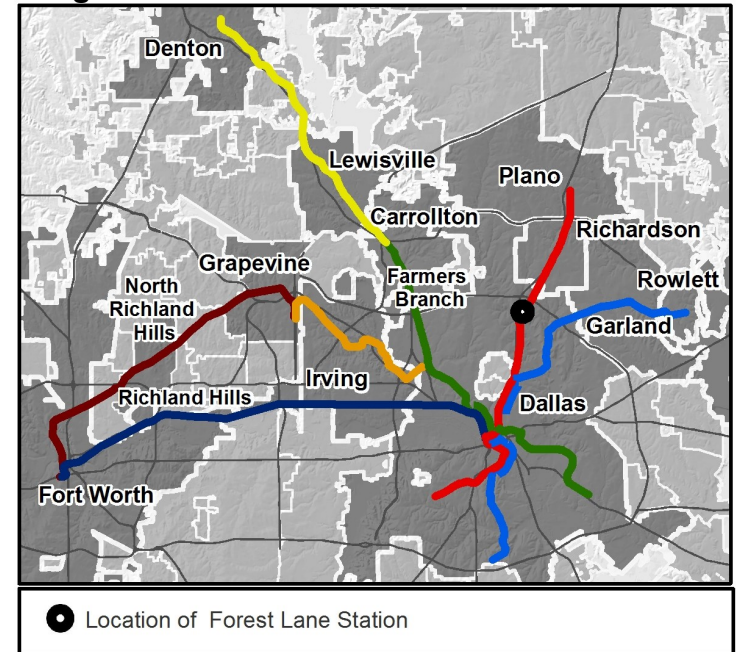 Denton
Lewisville
Plano
Carrollton
Richardson
Grapevine
Farmers
Branch
Rowlett
North
Richland
Hills
Garland
Irving
Richland Hills
Dallas
Fort Worth
Location of Forest Lane Station